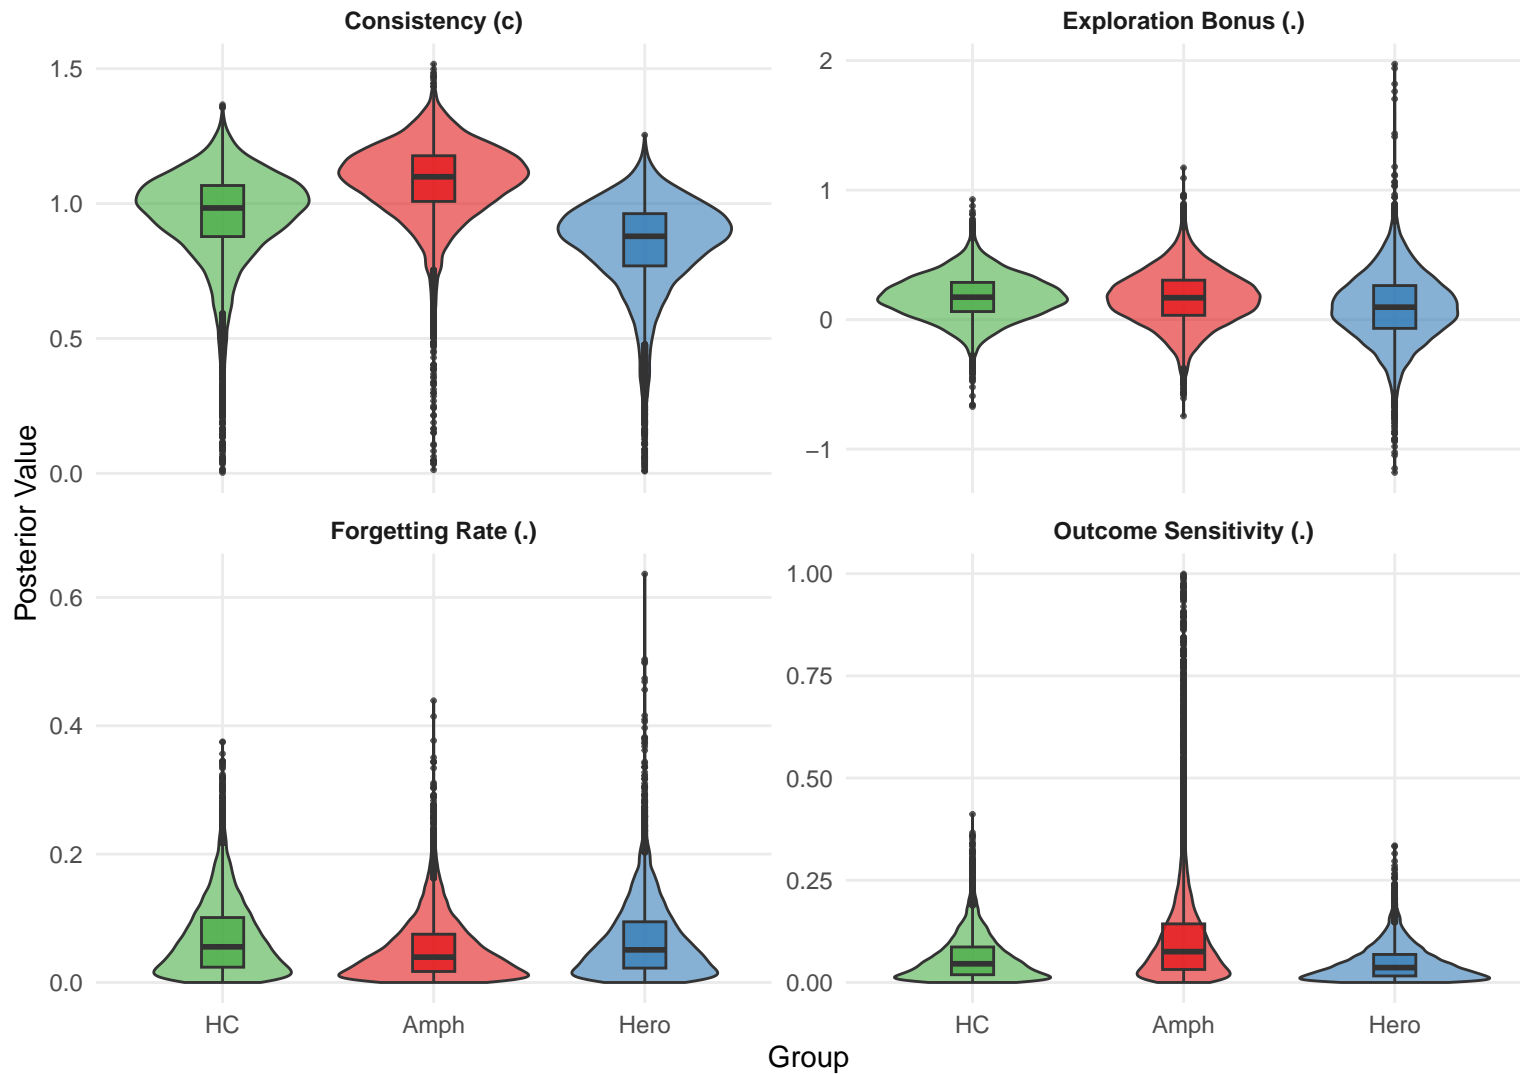 Consistency (c)
Exploration Bonus (.)
1.5
1.0
0.5
0.0
2
1
0
−1
Posterior Value
Forgetting Rate (.)
Outcome Sensitivity (.)
0.6
0.4
0.2
0.0
1.00
0.75
0.50
0.25
0.00
HC Amph Hero
HC Amph Hero
Group